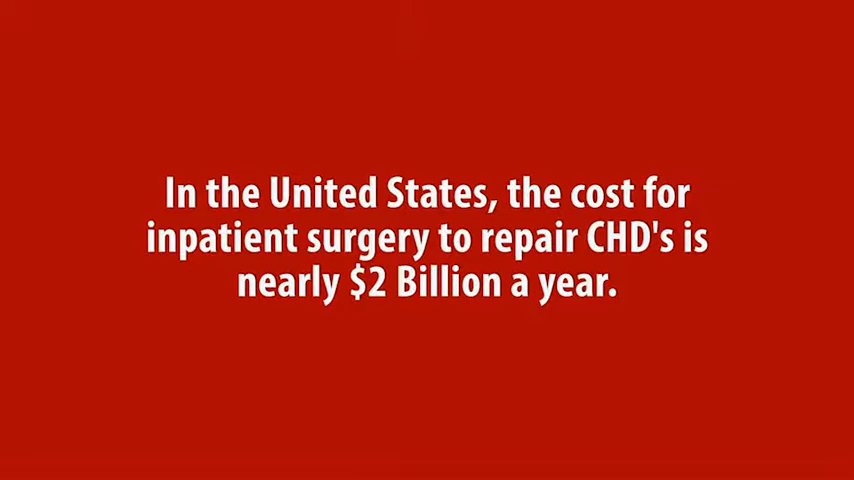 In the United States, the cost for
inpatient surgery to repair CHD's is
nearly $2 Billion a year.